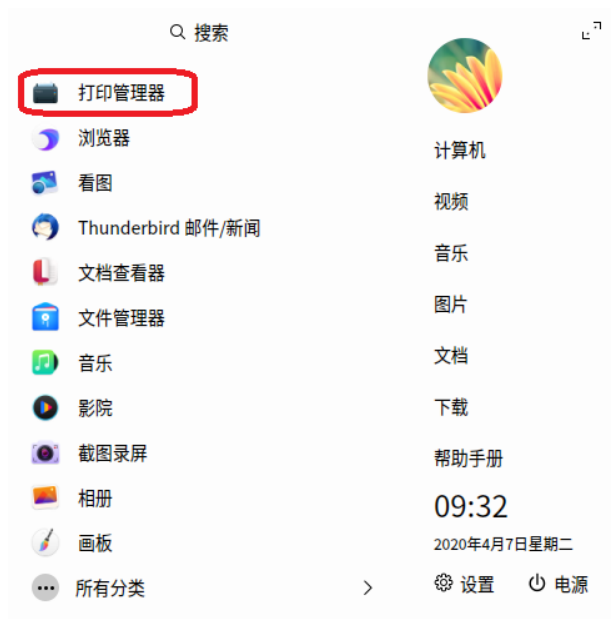 搜索
打印管理器
浏览器
看图
Thunderbird 邮件/新闻
文档查看器
文件管理器
音乐
影院
截图录屏
相册
画板
所有分类
计算机
视频
音乐
图片
文档
下载
帮助手册
09:32
2020年4月7日星期二
设置 电源